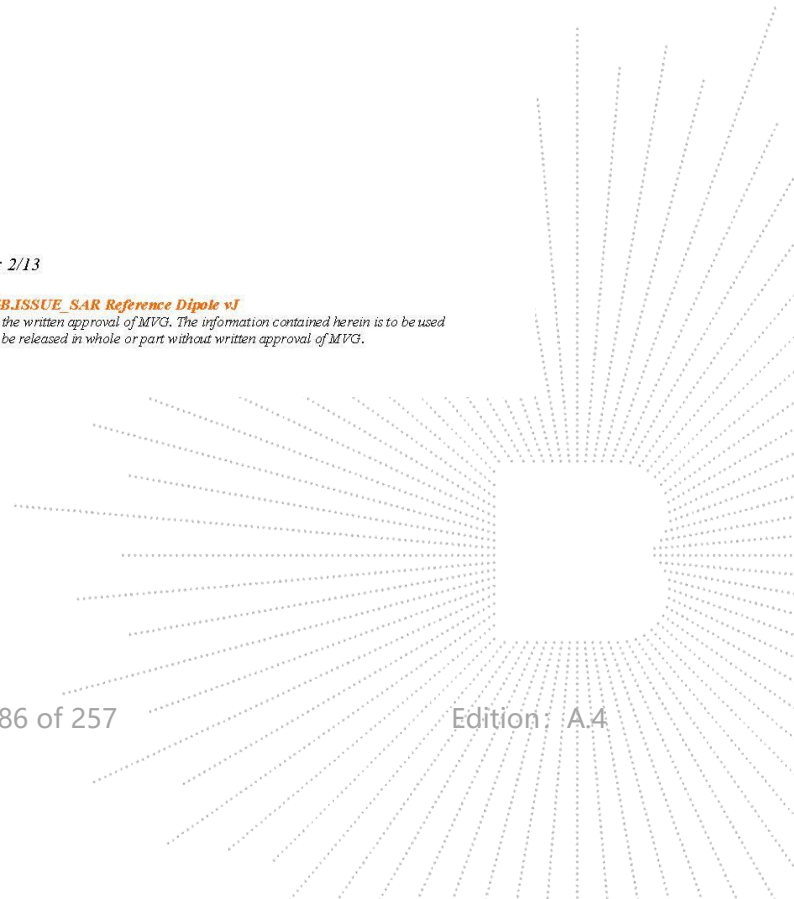 : 2/13
B.ISSUE_SAR Reference Dipole vJ
the written approval of MVG. The information contained herein is to be used
be released in whole or part without written approval of MVG.
86 of 257 Edition: A.4